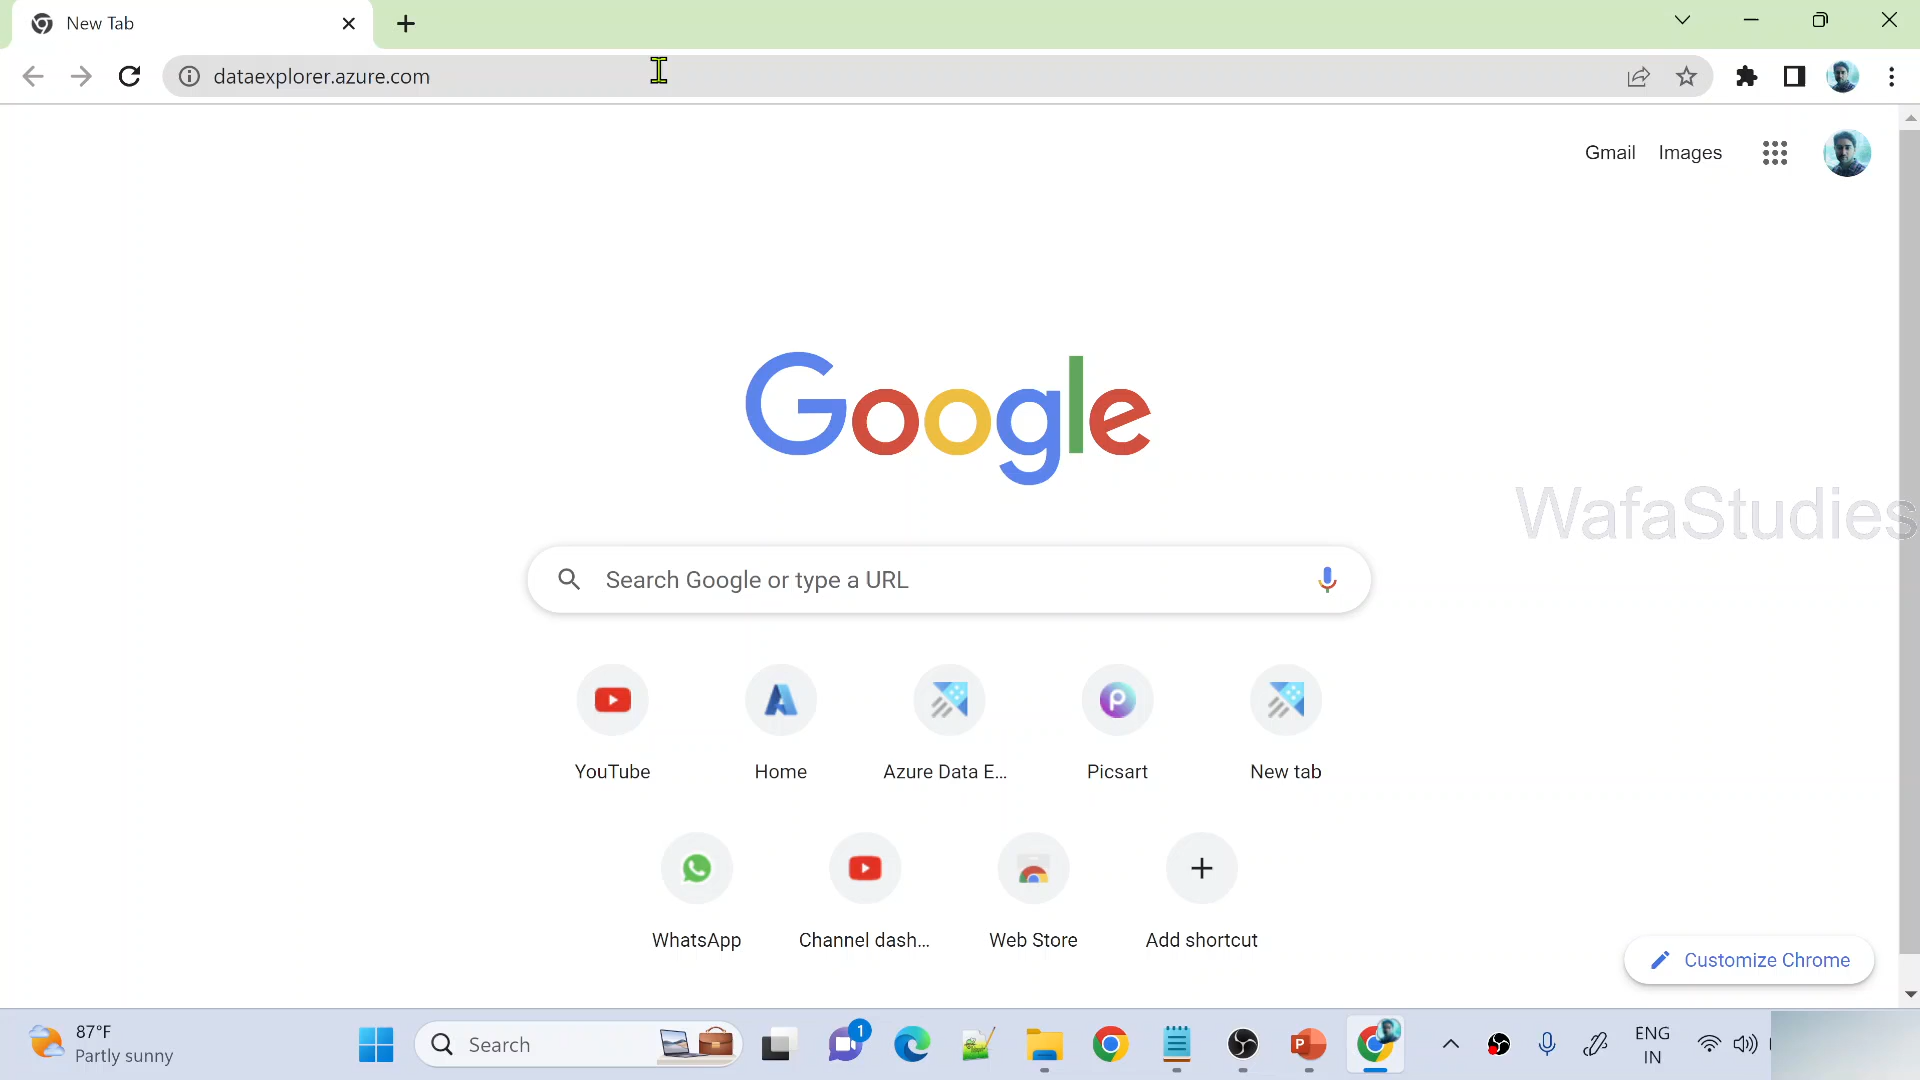 New Tab
dataexplorer.azure.com
Gmail Images
Google
WafaStudies
Search Google or type a URL
YouTube
Home
Azure Data E...
Picsart
New tab
WhatsApp
Channel dash...
Web Store
Add shortcut
Customize Chrome
87°F
Partly sunny
Search
1
ENG
IN